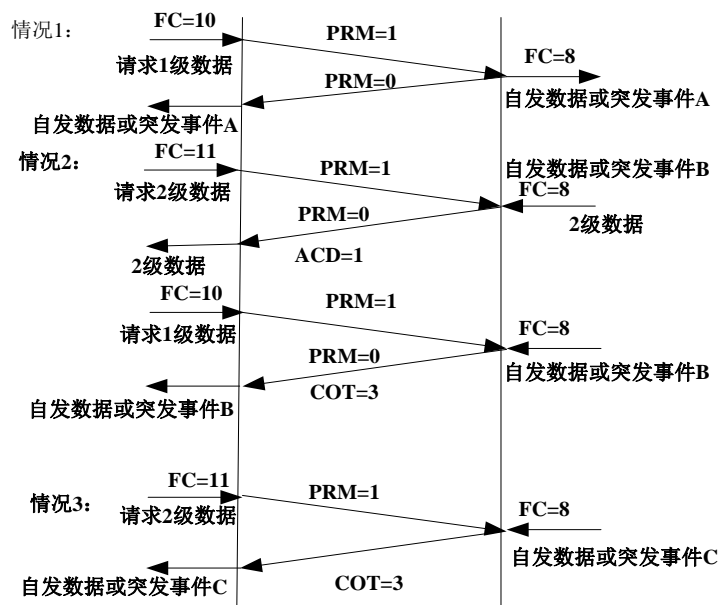 情况1：
FC=10
PRM=1
FC=8
请求1级数据
PRM=0
自发数据或突发事件A
自发数据或突发事件A
情况2：
FC=11
PRM=1
自发数据或突发事件B
请求2级数据
FC=8
PRM=0
2级数据
2级数据
ACD=1
FC=10
PRM=1
请求1级数据
FC=8
PRM=0
自发数据或突发事件B
自发数据或突发事件B
COT=3
情况3：
FC=11
PRM=1
请求2级数据
FC=8
自发数据或突发事件C
自发数据或突发事件C
COT=3